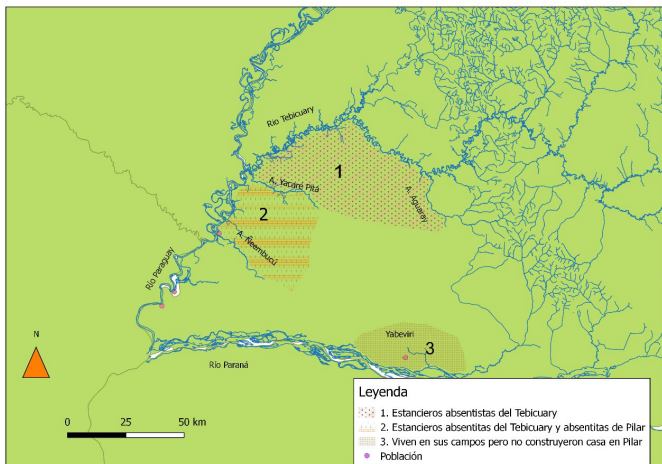 Río Tebicuary
1
A. Yacaré Pitá
A. Aguaray
2
A. Ñeembucú
Río Paraguay
Yabeviri
3
Río Paraná
N
0 25 50 km
Leyenda
1. Estancieros absentistas del Tebicuary
2. Estancieros absentitas del Tebicuary y absentitas de Pilar
3. Viven en sus campos pero no construyeron casa en Pilar
Población